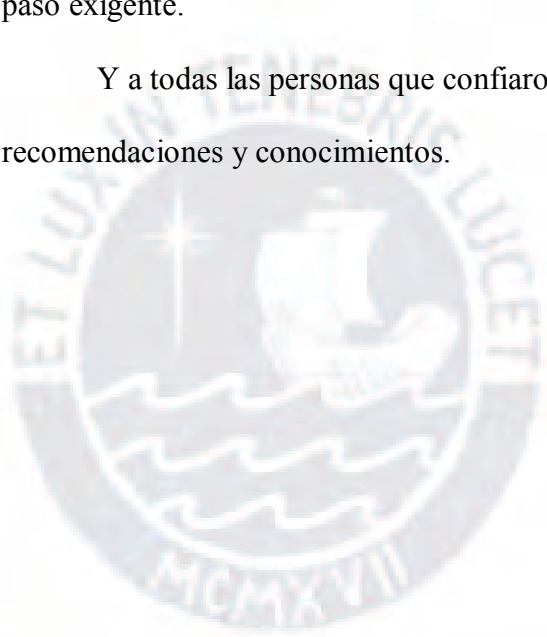 paso exigente.
Y a todas las personas que confiaro
recomendaciones y conocimientos.
ET LUX IN TENEBRIS LUCET
MCMXVII